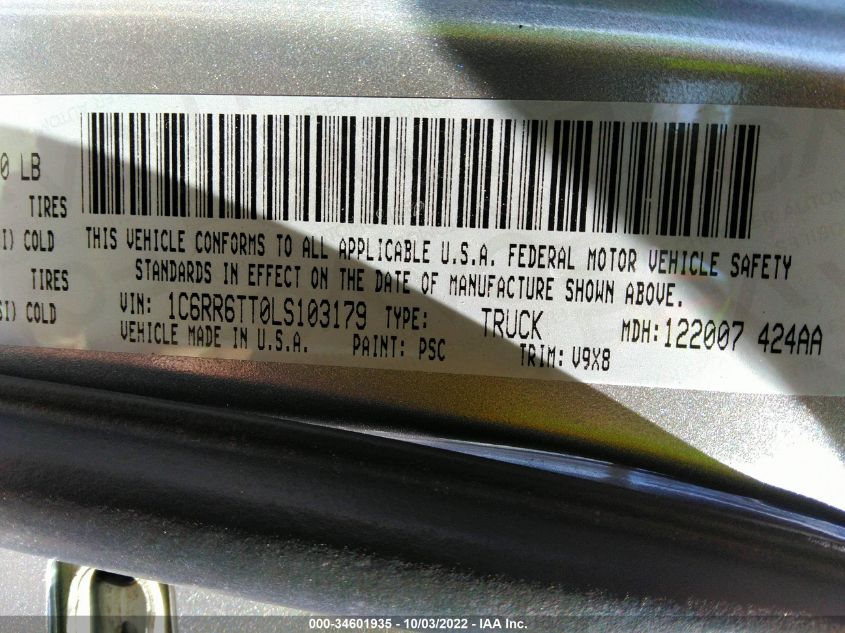 0 LB
TIRES
SI) COLD
TIRES
SI) COLD
THIS VEHICLE CONFORMS TO ALL APPLICABLE U.S.A. FEDERAL MOTOR VEHICLE SAFETY
STANDARDS IN EFFECT ON THE DATE OF MANUFACTURE SHOWN ABOVE.
VIN: 1C6RR6TT0LS103179 TYPE: TRUCK MDH: 122007 424AA
VEHICLE MADE IN U.S.A. PAINT: PSC TRIM: V9X8
000-34601935 - 10/03/2022 - IAA Inc.